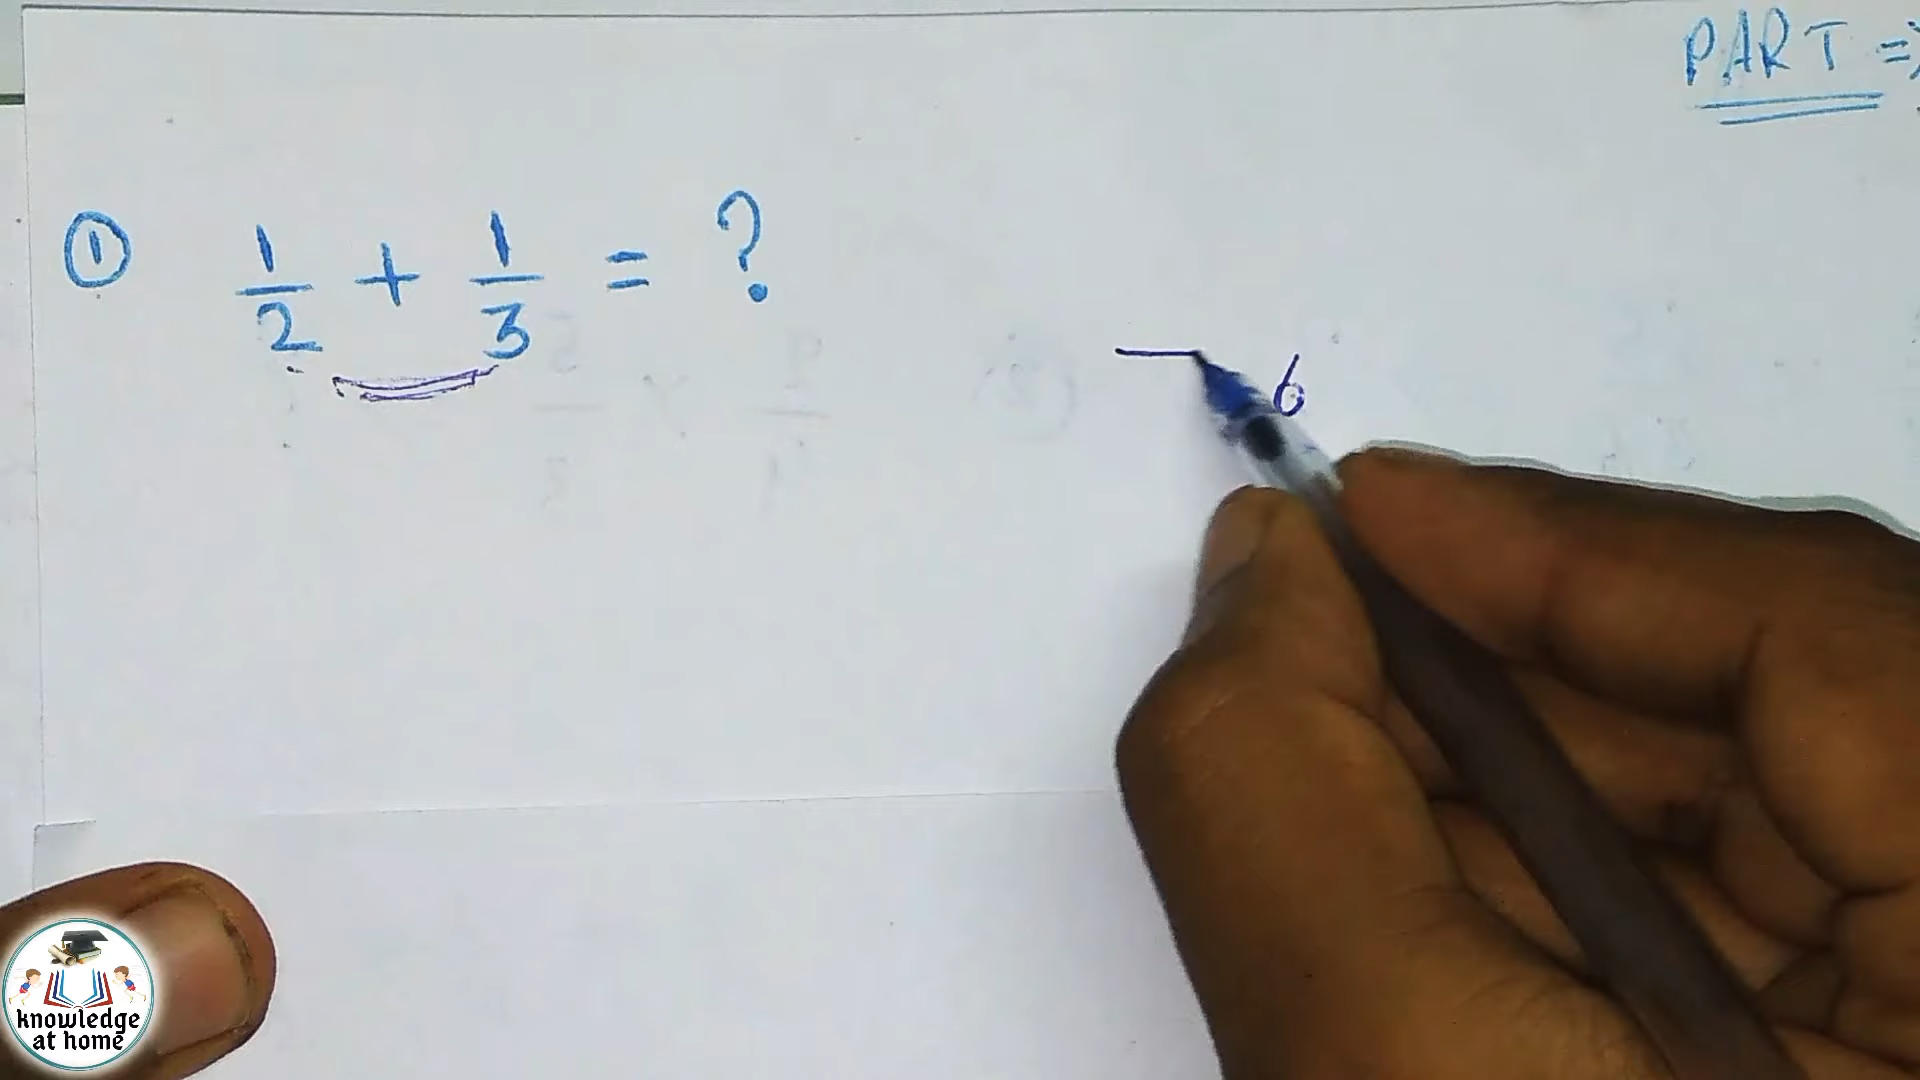 PART =>
① 1/2 + 1/3 = ?
6
knowledge
at home